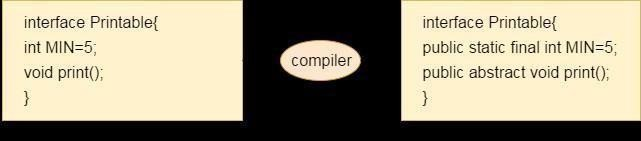 interface Printable{
int MIN=5;
void print();
}
compiler
interface Printable{
public static final int MIN=5;
public abstract void print();
}